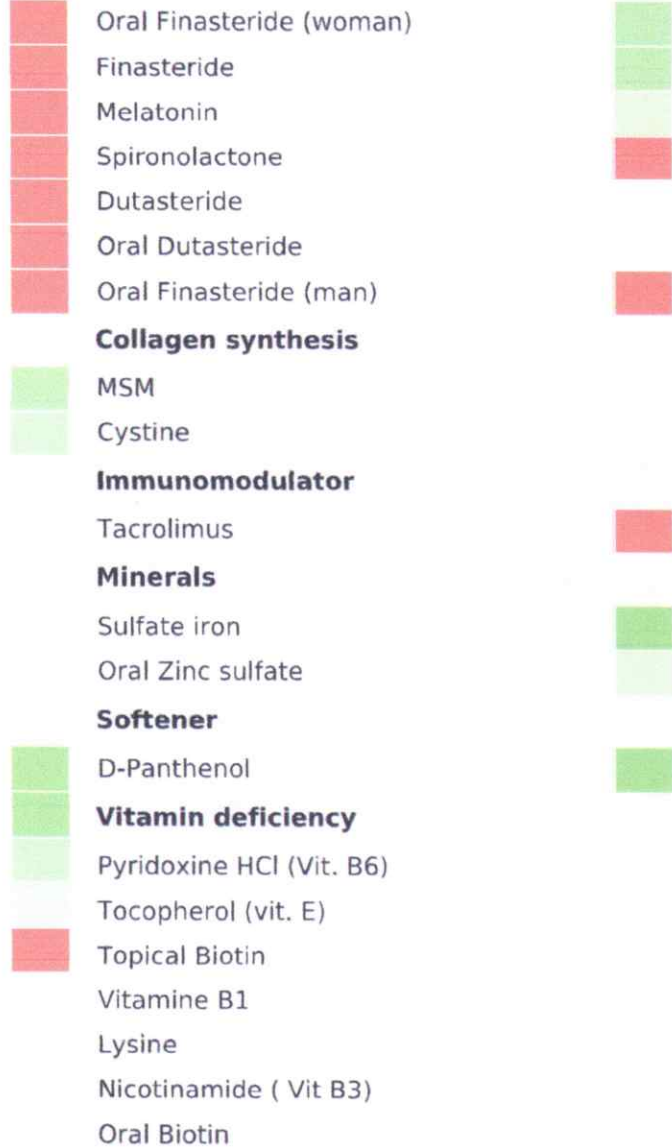 Oral Finasteride (woman)
Finasteride
Melatonin
Spironolactone
Dutasteride
Oral Dutasteride
Oral Finasteride (man)
Collagen synthesis
MSM
Cystine
Immunomodulator
Tacrolimus
Minerals
Sulfate iron
Oral Zinc sulfate
Softener
D-Panthenol
Vitamin deficiency
Pyridoxine HCl (Vit. B6)
Tocopherol (vit. E)
Topical Biotin
Vitamine B1
Lysine
Nicotinamide ( Vit B3)
Oral Biotin